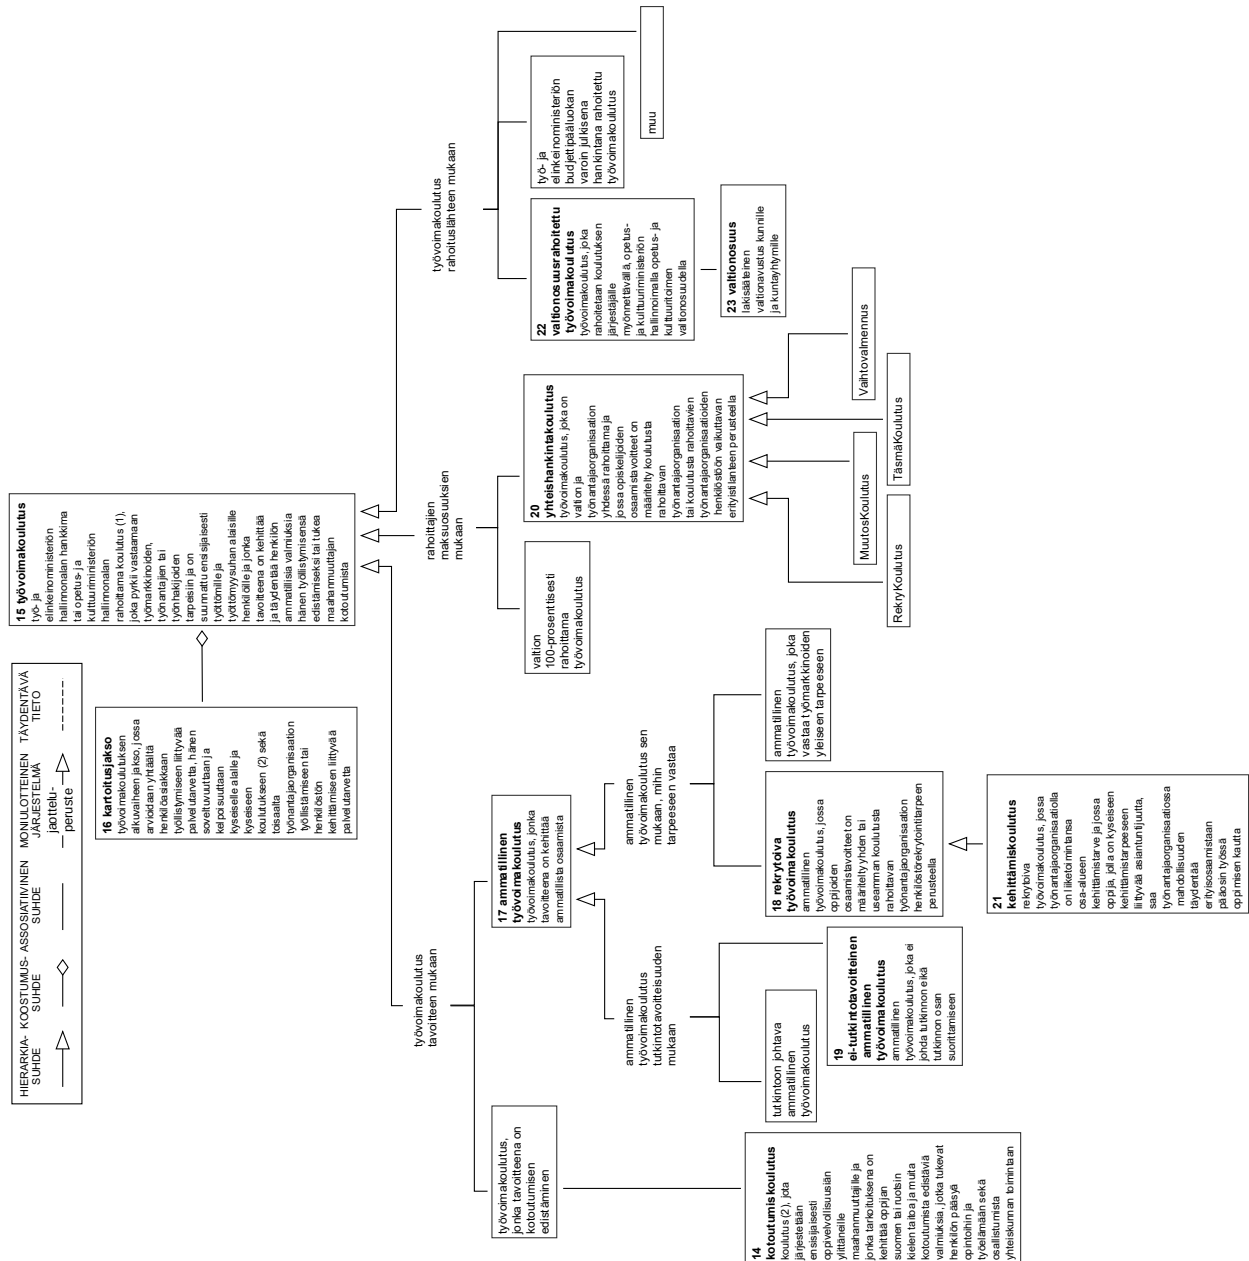 HIERARKIA-
SUHDE
KOOSTUMUS-
SUHDE
ASSOSIATIIVINEN
SUHDE
MONIULOTTEINEN
JÄRJESTELMÄ
jaottelu-
peruste
TÄYDENTÄVÄ
TIETO
15 työvoimakoulutus
työ- ja
elinkeinoministeriön
hallinnonalan hankkima
tai opetus- ja
kulttuuriministeriön
hallinnonalan
rahoittama koulutus (1),
joka pyrkii vastaamaan
työmarkkinoiden,
työnantajien tai
työnhakijoiden
tarpeisiin ja on
suunnattu ensisijaisesti
työttömille ja
työttömyysuhan alaisille
henkilöille ja jonka
tavoitteena on kehittää
ja täydentää henkilön
ammatillisia valmiuksia
hänen työllistymisensä
edistämiseksi tai tukea
maahanmuuttajan
kotoutumista
16 kartoitusjakso
työvoimakoulutuksen
alkuvaiheen jakso, jossa
arvioidaan yhtäältä
henkilöasiakkaan
työllistymiseen liittyvää
palvelutarvetta, hänen
soveltuvuuttaan ja
kelpoisuuttaan
kyseiselle alalle ja
kyseiseen
koulutukseen (2) sekä
toisaalta
työnantajaorganisaation
työllistämiseen tai
henkilöstön
kehittämiseen liittyvää
palvelutarvetta
työvoimakoulutus
tavoitteen mukaan
rahoittajien
maksuosuuksien
mukaan
työvoimakoulutus
rahoituslähteen mukaan
työvoimakoulutus,
jonka tavoitteena on
kotoutumisen
edistäminen
17 ammatillinen
työvoimakoulutus
työvoimakoulutus, jonka
tavoitteena on kehittää
ammatillista osaamista
valtion
100-prosenttisesti
rahoittama
työvoimakoulutus
20
yhteishankintakoulutus
työvoimakoulutus, joka on
valtion ja
työnantajaorganisaation
yhdessä rahoittama ja
jossa opiskelijoiden
osaamistavoitteet on
määritelty koulutusta
rahoittavan
työnantajaorganisaation
tai koulutusta rahoittavien
työnantajaorganisaatioiden
henkilöstöön vaikuttavan
erityistilanteen perusteella
22
valtionosuusrahoitettu
työvoimakoulutus
työvoimakoulutus, joka
rahoitetaan koulutuksen
järjestäjälle
myönnettävällä, opetus-
ja kulttuuriministeriön
hallinnoimalla opetus- ja
kulttuuritoimen
valtionosuudella
työ- ja
elinkeinoministeriön
budjettipääluokan
varoin julkisena
hankintana rahoitettu
työvoimakoulutus
muu
23 valtionosuus
lakisääteinen
valtionavustus kunnille
ja kuntayhtymille
ammatillinen
työvoimakoulutus
tutkintotavoitteisuuden
mukaan
ammatillinen
työvoimakoulutus sen
mukaan, mihin
tarpeeseen vastaa
14
kotoutumiskoulutus
koulutus (2), jota
järjestetään
ensisijaisesti
oppivelvollisuusiän
ylittäneille
maahanmuuttajille ja
jonka tarkoituksena on
kehittää oppijan
suomen tai ruotsin
kielen taitoa ja muita
kotoutumista edistäviä
valmiuksia, jotka tukevat
henkilön pääsyä
opintoihin ja
työelämään sekä
osallistumista
yhteiskunnan toimintaan
tutkintoon johtava
ammatillinen
työvoimakoulutus
19
ei-tutkintotavoitteinen
ammatillinen
työvoimakoulutus
ammatillinen
työvoimakoulutus, joka ei
johda tutkinnon eikä
tutkinnon osan
suorittamiseen
18 rekrytoiva
työvoimakoulutus
ammatillinen
työvoimakoulutus, jossa
oppijoiden
osaamistavoitteet on
määritelty yhden tai
useamman koulutusta
rahoittavan
työnantajaorganisaation
henkilöstörekrytointitarpeen
perusteella
ammatillinen
työvoimakoulutus, joka
vastaa työmarkkinoiden
yleiseen tarpeeseen
RekryKoulutus
MuutosKoulutus
TäsmäKoulutus
Vaihtovalmennus
21
kehittämiskoulutus
rekrytoiva
työvoimakoulutus, jossa
työnantajaorganisaatiolla
on liiketoimintansa
osa-alueen
kehittämistarve ja jossa
oppija, jolla on kyseiseen
kehittämistarpeeseen
liittyvää asiantuntijuutta,
saa
työnantajaorganisaatiossa
mahdollisuuden
täydentää
erityisosaamistaan
pääosin työssä
oppimisen kautta